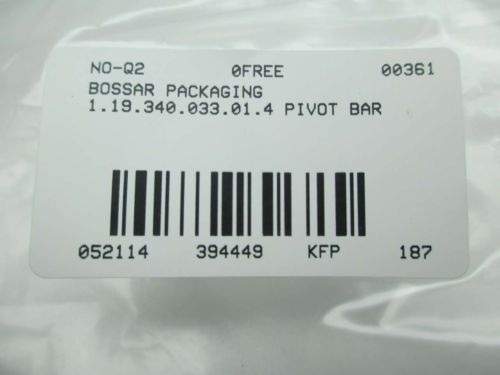 NO-Q2 0FREE 00361
BOSSAR PACKAGING
1.19.340.033.01.4 PIVOT BAR
052114 394449 KFP 187